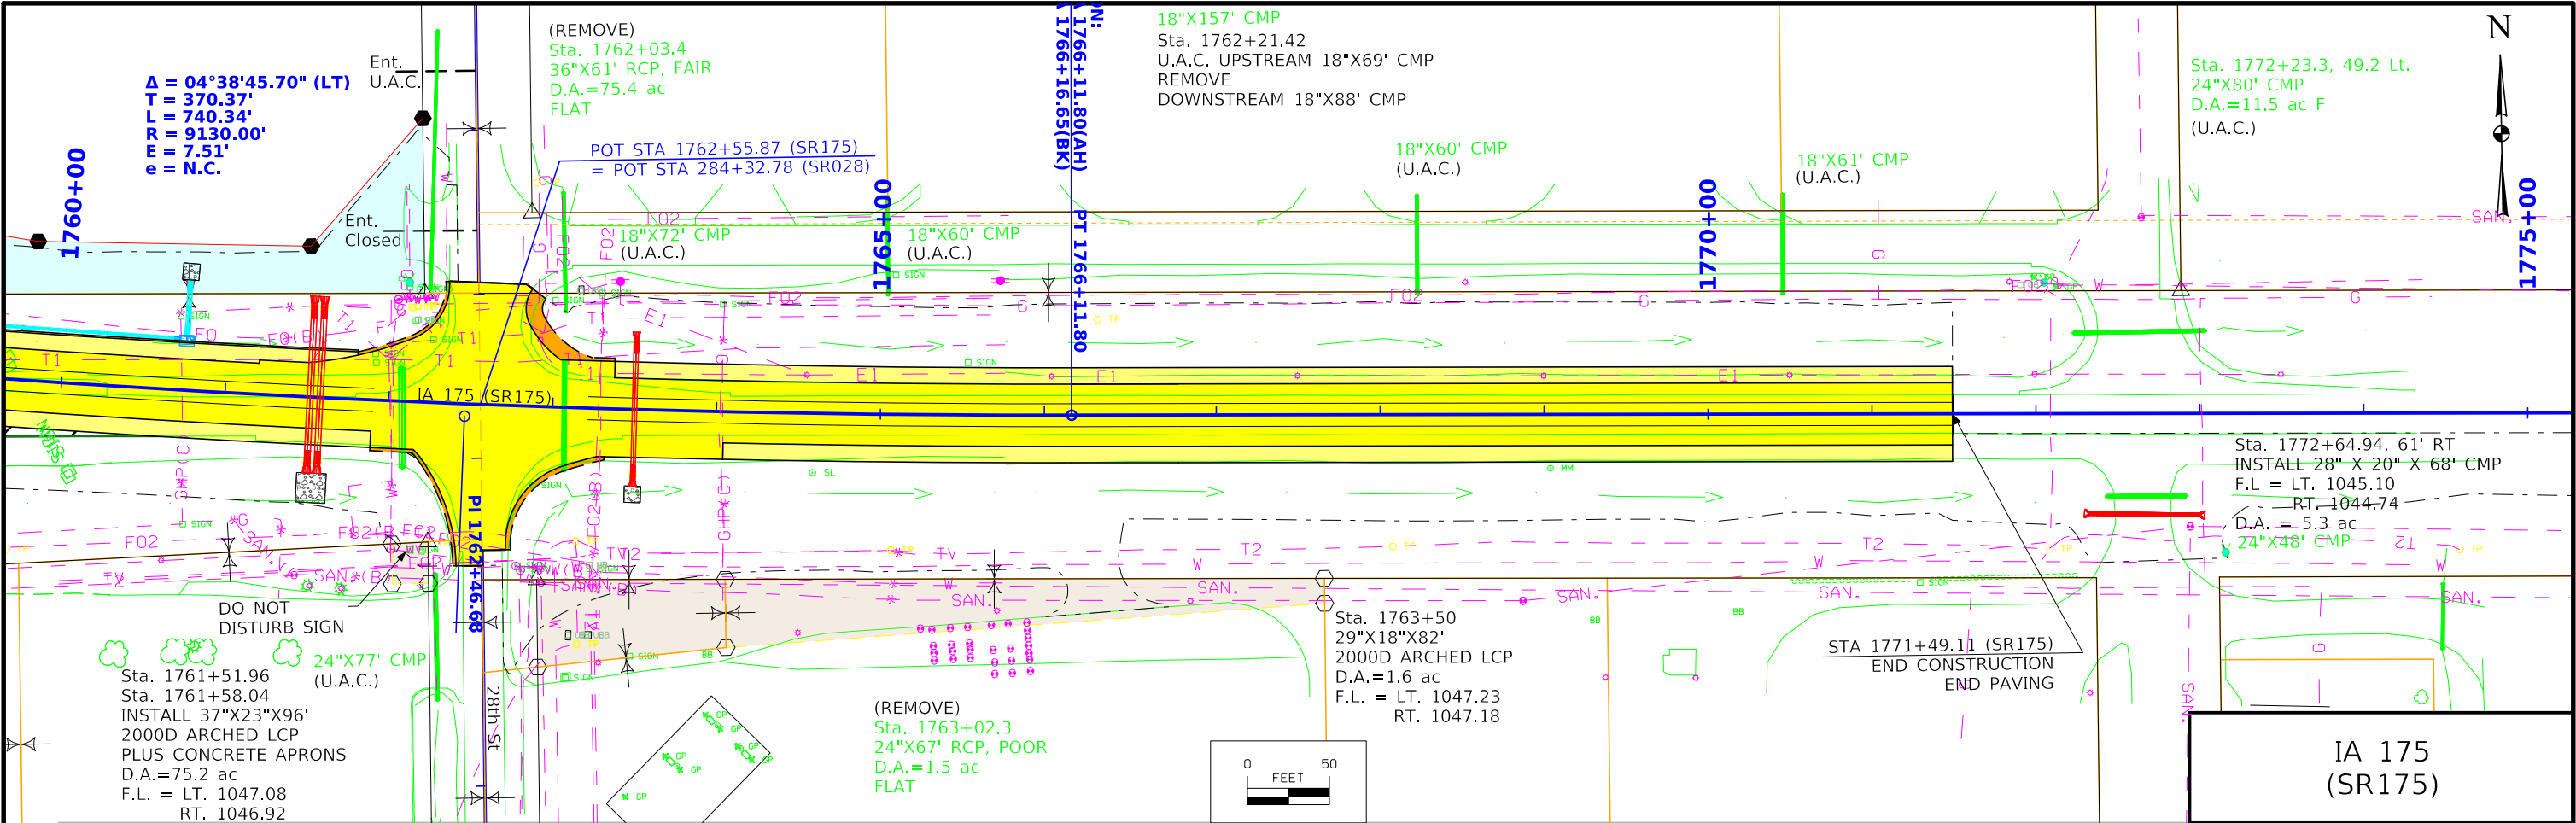 Δ = 04°38'45.70" (LT)
T = 370.37'
L = 740.34'
R = 9130.00'
E = 7.51'
e = N.C.
1760+00
Ent.
U.A.C.
Ent.
Closed
(REMOVE)
Sta. 1762+03.4
36"X61' RCP, FAIR
D.A.=75.4 ac
FLAT
POT STA 1762+55.87 (SR175)
= POT STA 284+32.78 (SR028)
18"X72' CMP
(U.A.C.)
1765+00
18"X60' CMP
(U.A.C.)
ON:
1766+11.80(AH)
1766+16.65(BK)
PT 1766+11.80
18"X157' CMP
Sta. 1762+21.42
U.A.C. UPSTREAM 18"X69' CMP
REMOVE
DOWNSTREAM 18"X88' CMP
18"X60' CMP
(U.A.C.)
1770+00
18"X61' CMP
(U.A.C.)
Sta. 1772+23.3, 49.2 Lt.
24"X80' CMP
D.A.=11.5 ac F
(U.A.C.)
N
1775+00
IA 175 (SR175)
PI 1762+46.68
28th St
DO NOT
DISTURB SIGN
24"X77' CMP
(U.A.C.)
Sta. 1761+51.96
Sta. 1761+58.04
INSTALL 37"X23"X96'
2000D ARCHED LCP
PLUS CONCRETE APRONS
D.A.=75.2 ac
F.L. = LT. 1047.08
RT. 1046.92
(REMOVE)
Sta. 1763+02.3
24"X67' RCP, POOR
D.A.=1.5 ac
FLAT
Sta. 1763+50
29"X18"X82'
2000D ARCHED LCP
D.A.=1.6 ac
F.L. = LT. 1047.23
RT. 1047.18
0 50
FEET
STA 1771+49.11 (SR175)
END CONSTRUCTION
END PAVING
Sta. 1772+64.94, 61' RT
INSTALL 28" X 20" X 68' CMP
F.L = LT. 1045.10
RT. 1044.74
D.A. = 5.3 ac
24"X48' CMP
IA 175
(SR175)